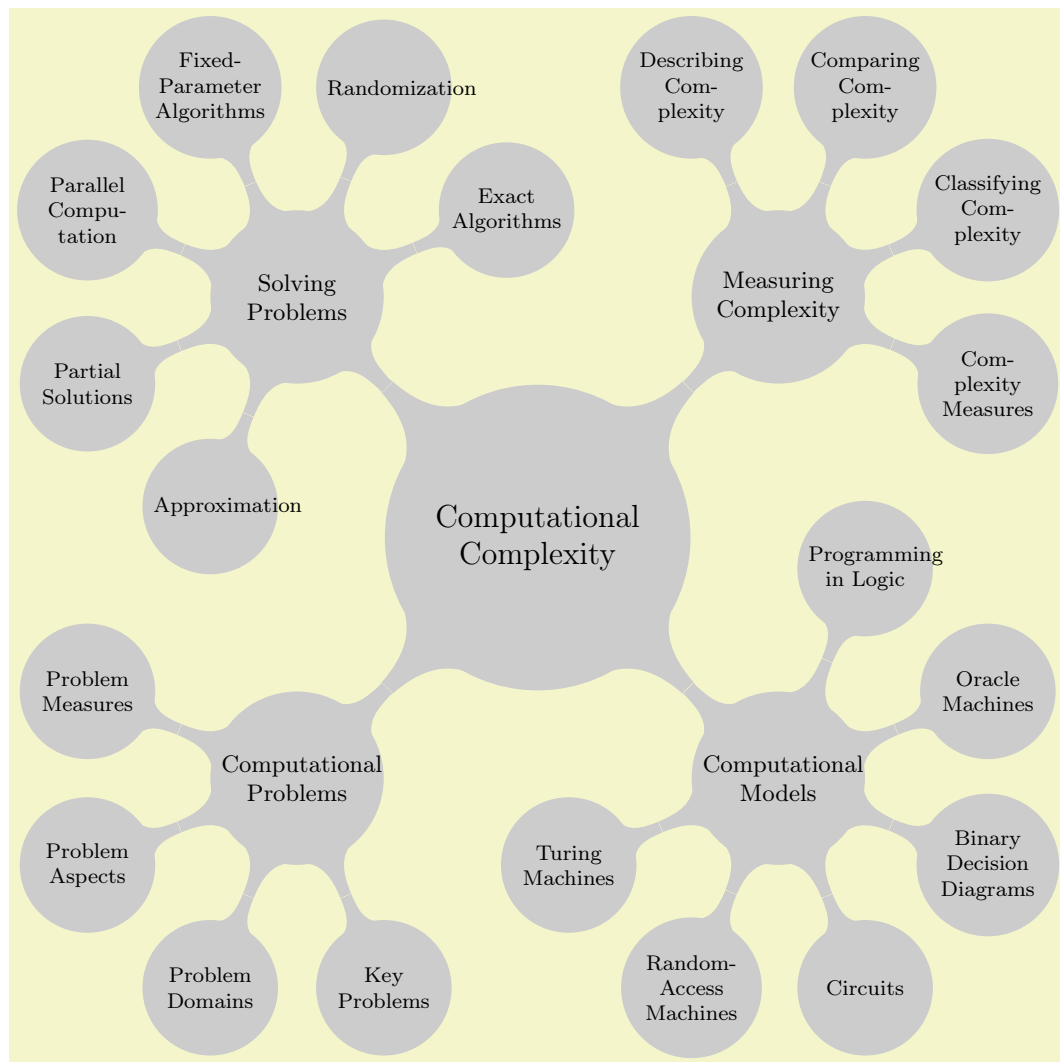 Fixed-
Parameter
Algorithms
Randomization
Describing
Com-
plexity
Comparing
Com-
plexity
Parallel
Compu-
tation
Exact
Algorithms
Classifying
Com-
plexity
Solving
Problems
Measuring
Complexity
Partial
Solutions
Com-
plexity
Measures
Approximation
Computational
Complexity
Programming
in Logic
Problem
Measures
Oracle
Machines
Computational
Problems
Computational
Models
Problem
Aspects
Turing
Machines
Binary
Decision
Diagrams
Problem
Domains
Key
Problems
Random-
Access
Machines
Circuits